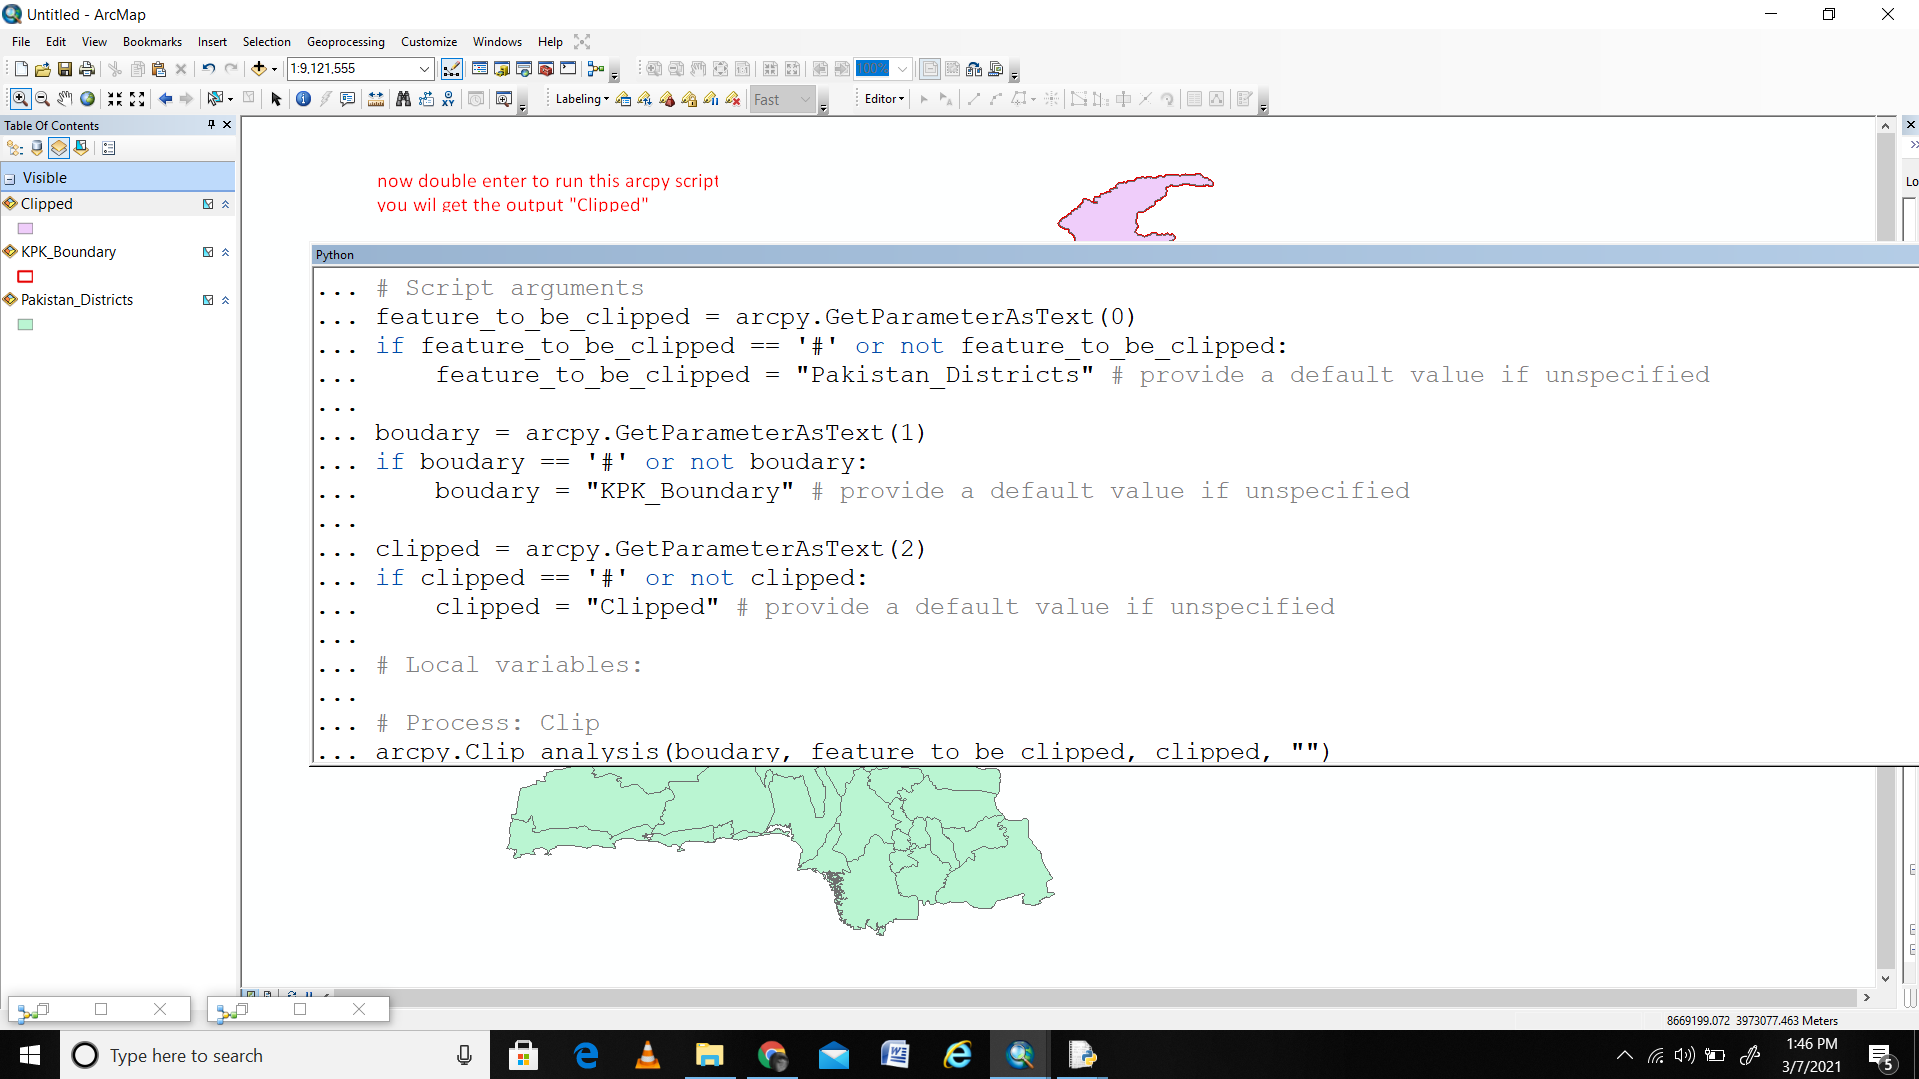 Untitled - ArcMap
File Edit View Bookmarks Insert Selection Geoprocessing Customize Windows Help
1:9,121,555
100%
Labeling
Fast
Editor
Table Of Contents
Visible
Clipped
KPK_Boundary
Pakistan_Districts
now double enter to run this arcpy script
you wil get the output "Clipped"
Lo
Python
... # Script arguments
... feature_to_be_clipped = arcpy.GetParameterAsText(0)
... if feature_to_be_clipped == '#' or not feature_to_be_clipped:
...     feature_to_be_clipped = "Pakistan_Districts" # provide a default value if unspecified
...
... boudary = arcpy.GetParameterAsText(1)
... if boudary == '#' or not boudary:
...     boudary = "KPK_Boundary" # provide a default value if unspecified
...
... clipped = arcpy.GetParameterAsText(2)
... if clipped == '#' or not clipped:
...     clipped = "Clipped" # provide a default value if unspecified
...
... # Local variables:
...
... # Process: Clip
... arcpy.Clip_analysis(boudary, feature_to_be_clipped, clipped, "")
8669199.072 3973077.463 Meters
Type here to search
1:46 PM
3/7/2021
5